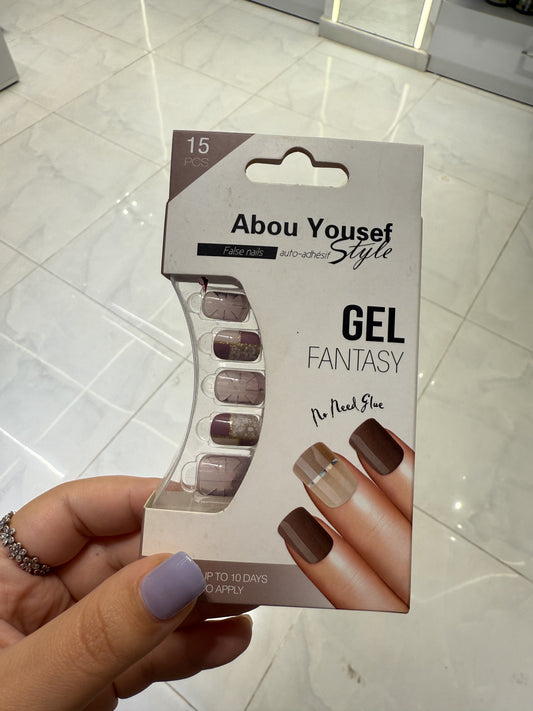 15
PCS
Abou Yousef
Style
False nails auto-adhésif
GEL
FANTASY
No Need Glue
UP TO 10 DAYS
APPLY